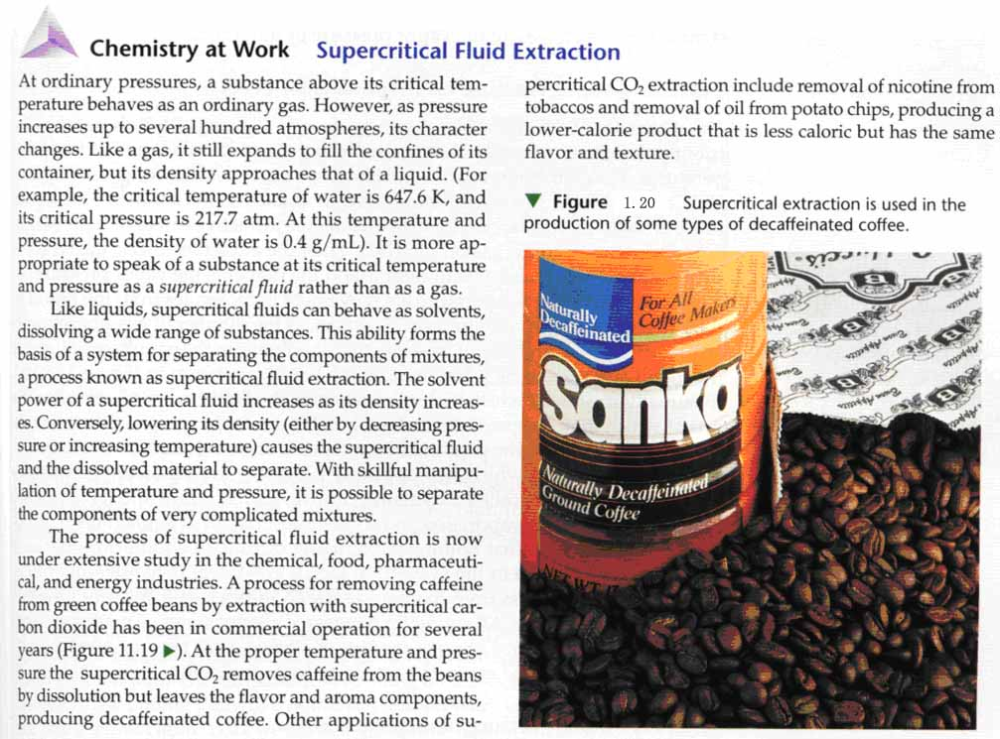 Chemistry at Work Supercritical Fluid Extraction
At ordinary pressures, a substance above its critical tem-
perature behaves as an ordinary gas. However, as pressure
increases up to several hundred atmospheres, its character
changes. Like a gas, it still expands to fill the confines of its
container, but its density approaches that of a liquid. (For
example, the critical temperature of water is 647.6 K, and
its critical pressure is 217.7 atm. At this temperature and
pressure, the density of water is 0.4 g/mL). It is more ap-
propriate to speak of a substance at its critical temperature
and pressure as a supercritical fluid rather than as a gas.
Like liquids, supercritical fluids can behave as solvents,
dissolving a wide range of substances. This ability forms the
basis of a system for separating the components of mixtures,
a process known as supercritical fluid extraction. The solvent
power of a supercritical fluid increases as its density increas-
es. Conversely, lowering its density (either by decreasing pres-
sure or increasing temperature) causes the supercritical fluid
and the dissolved material to separate. With skillful manipu-
lation of temperature and pressure, it is possible to separate
the components of very complicated mixtures.
The process of supercritical fluid extraction is now
under extensive study in the chemical, food, pharmaceuti-
cal, and energy industries. A process for removing caffeine
from green coffee beans by extraction with supercritical car-
bon dioxide has been in commercial operation for several
years (Figure 11.19 ▶). At the proper temperature and pres-
sure the supercritical CO₂ removes caffeine from the beans
by dissolution but leaves the flavor and aroma components,
producing decaffeinated coffee. Other applications of su-
percritical CO₂ extraction include removal of nicotine from
tobaccos and removal of oil from potato chips, producing a
lower-calorie product that is less caloric but has the same
flavor and texture.
▼ Figure 1.20 Supercritical extraction is used in the
production of some types of decaffeinated coffee.
Naturally
Decaffeinated
For All
Coffee Makers
Sanka
Naturally Decaffeinated
Ground Coffee
NET WT.
B
B
B
B
B